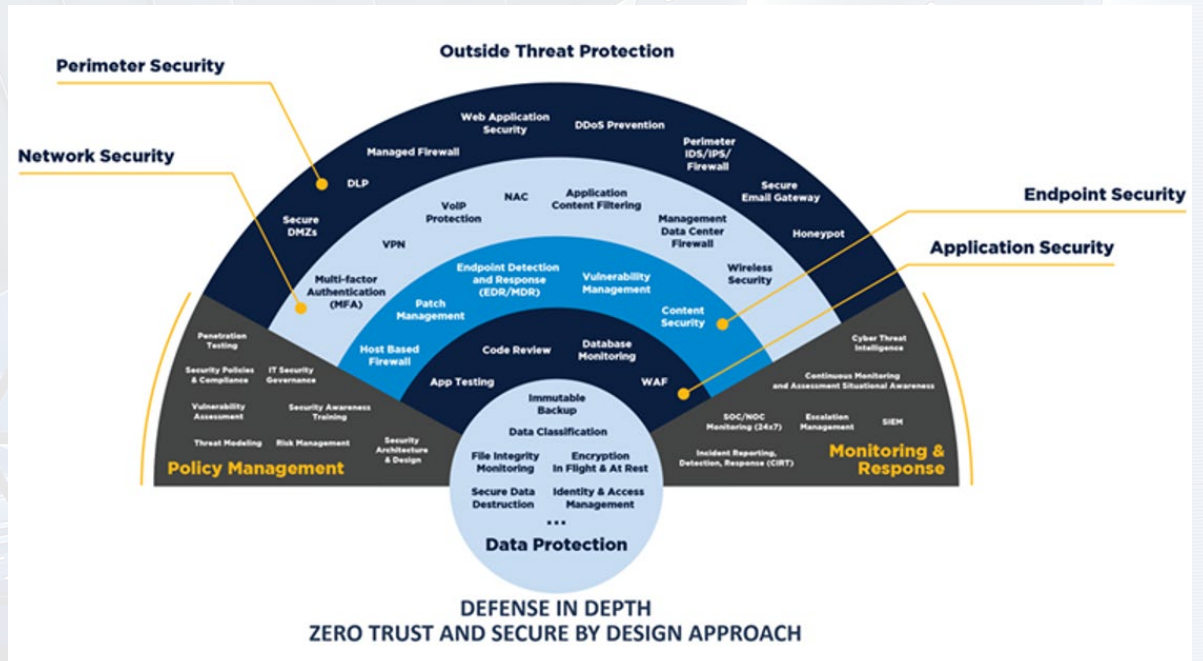 Outside Threat Protection
Perimeter Security
Network Security
Endpoint Security
Application Security
Web Application
Security
DDoS Prevention
Managed Firewall
Perimeter
IDS/IPS/
Firewall
DLP
Secure
Email Gateway
Secure
DMZs
Honeypot
VoIP
Protection
NAC
Application
Content Filtering
VPN
Management
Data Center
Firewall
Multi-factor
Authentication
(MFA)
Wireless
Security
Endpoint Detection
and Response
(EDR/MDR)
Vulnerability
Management
Patch
Management
Content
Security
Host Based
Firewall
Code Review
Database
Monitoring
App Testing
WAF
Penetration
Testing
Security Policies
& Compliance
IT Security
Governance
Vulnerability
Assessment
Security Awareness
Training
Threat Modeling
Risk Management
Security
Architecture
& Design
Policy Management
Cyber Threat
Intelligence
Continuous Monitoring
and Assessment Situational Awareness
SOC/NOC
Monitoring (24x7)
Escalation
Management
SIEM
Incident Reporting,
Detection, Response (CIRT)
Monitoring &
Response
Immutable
Backup
Data Classification
File Integrity
Monitoring
Encryption
In Flight & At Rest
Secure Data
Destruction
Identity & Access
Management
...
Data Protection
DEFENSE IN DEPTH
ZERO TRUST AND SECURE BY DESIGN APPROACH